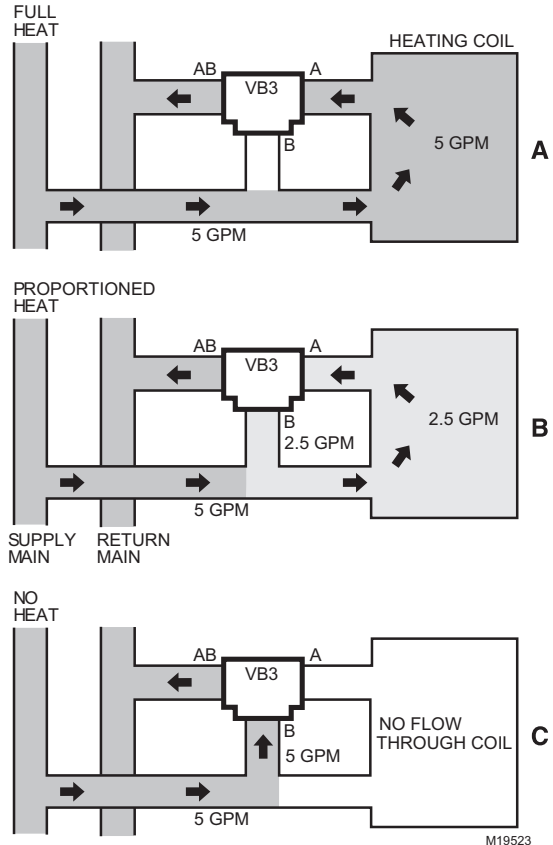 FULL
HEAT
HEATING COIL
AB
A
VB3
B
5 GPM
A
5 GPM
PROPORTIONED
HEAT
AB
A
VB3
B
2.5 GPM
2.5 GPM
B
5 GPM
SUPPLY
MAIN
RETURN
MAIN
NO
HEAT
AB
A
VB3
B
5 GPM
NO FLOW
THROUGH COIL
C
5 GPM
M19523